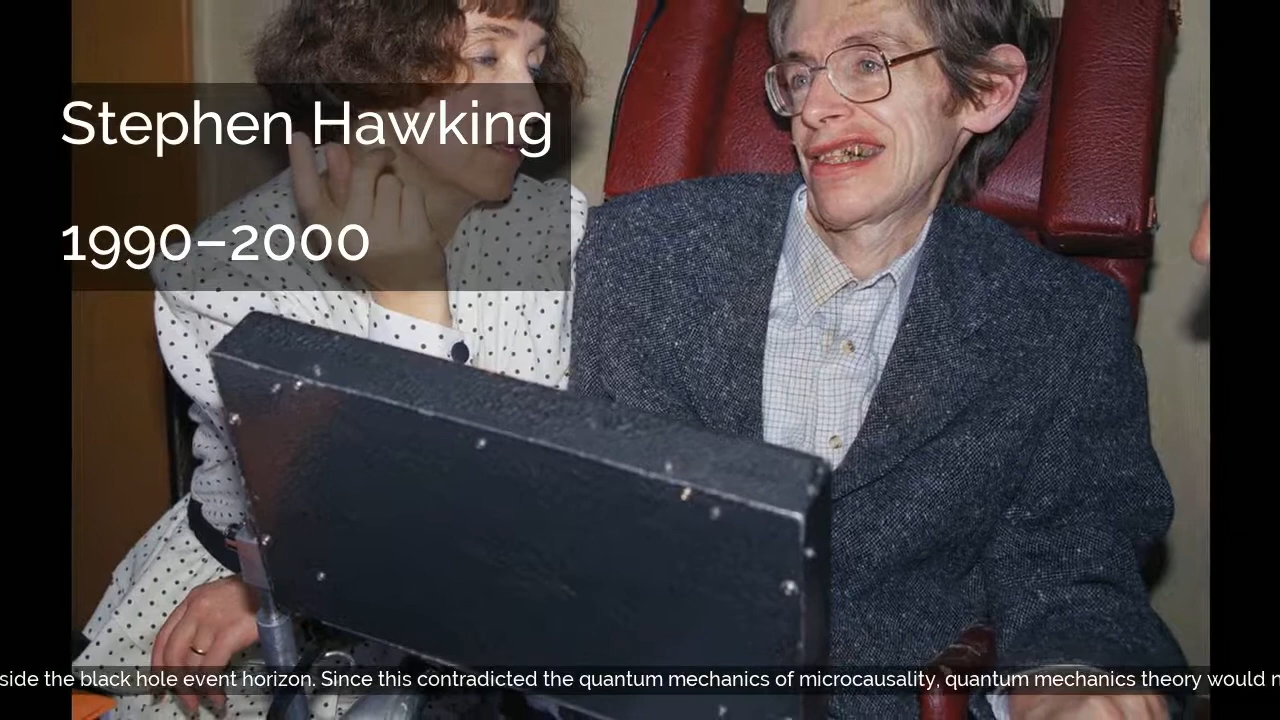 Stephen Hawking
1990–2000
side the black hole event horizon. Since this contradicted the quantum mechanics of microcausality, quantum mechanics theory would